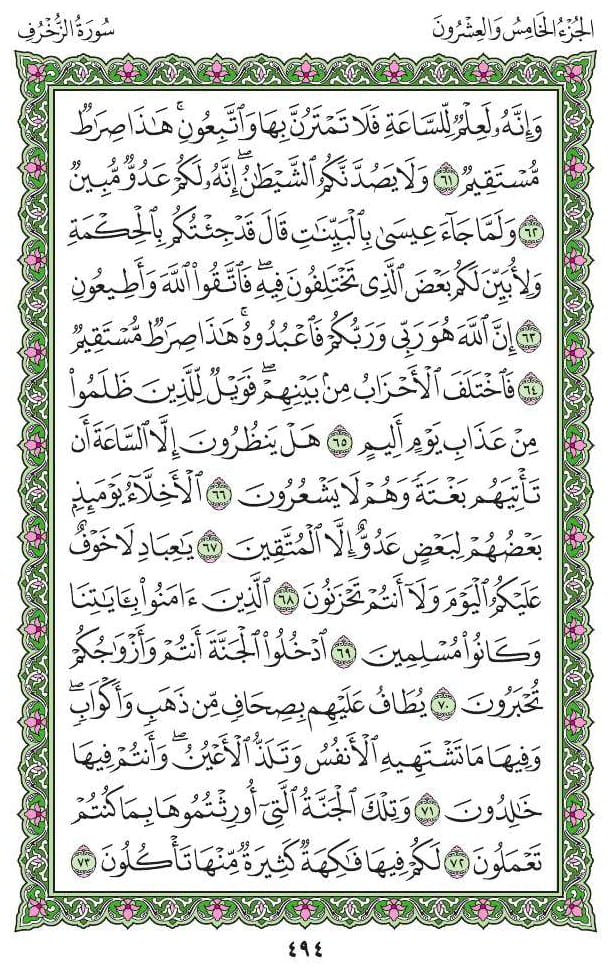 الجُزْءُ الخَامِسُ وَالعِشْرُونَ
سُورَةُ الزُّخْرُفِ
وَإِنَّهُۥ لَعِلْمٌ لِّلسَّاعَةِ فَلَا تَمْتَرُنَّ بِهَا وَٱتَّبِعُونِ ۚ هَٰذَا صِرَٰطٌ
مُّسْتَقِيمٌ ٦١ وَلَا يَصُدَّنَّكُمُ ٱلشَّيْطَٰنُ ۖ إِنَّهُۥ لَكُمْ عَدُوٌّ مُّبِينٌ
٦٢ وَلَمَّا جَآءَ عِيسَىٰ بِٱلْبَيِّنَٰتِ قَالَ قَدْ جِئْتُكُم بِٱلْحِكْمَةِ
وَلِأُبَيِّنَ لَكُم بَعْضَ ٱلَّذِى تَخْتَلِفُونَ فِيهِ ۖ فَٱتَّقُوا۟ ٱللَّهَ وَأَطِيعُونِ
٦٣ إِنَّ ٱللَّهَ هُوَ رَبِّى وَرَبُّكُمْ فَٱعْبُدُوهُ ۚ هَٰذَا صِرَٰطٌ مُّسْتَقِيمٌ
٦٤ فَٱخْتَلَفَ ٱلْأَحْزَابُ مِنۢ بَيْنِهِمْ ۖ فَوَيْلٌ لِّلَّذِينَ ظَلَمُوا۟
مِنْ عَذَابِ يَوْمٍ أَلِيمٍ ٦٥ هَلْ يَنظُرُونَ إِلَّا ٱلسَّاعَةَ أَن
تَأْتِيَهُم بَغْتَةً وَهُمْ لَا يَشْعُرُونَ ٦٦ ٱلْأَخِلَّآءُ يَوْمَئِذٍۭ
بَعْضُهُمْ لِبَعْضٍ عَدُوٌّ إِلَّا ٱلْمُتَّقِينَ ٦٧ يَٰعِبَادِ لَا خَوْفٌ
عَلَيْكُمُ ٱلْيَوْمَ وَلَآ أَنتُمْ تَحْزَنُونَ ٦٨ ٱلَّذِينَ ءَامَنُوا۟ بِـَٔايَٰتِنَا
وَكَانُوا۟ مُسْلِمِينَ ٦٩ ٱدْخُلُوا۟ ٱلْجَنَّةَ أَنتُمْ وَأَزْوَٰجُكُمْ
تُحْبَرُونَ ٧٠ يُطَافُ عَلَيْهِم بِصِحَافٍ مِّن ذَهَبٍ وَأَكْوَابٍ ۖ
وَفِيهَا مَا تَشْتَهِيهِ ٱلْأَنفُسُ وَتَلَذُّ ٱلْأَعْيُنُ ۖ وَأَنتُمْ فِيهَا
خَٰلِدُونَ ٧١ وَتِلْكَ ٱلْجَنَّةُ ٱلَّتِىٓ أُورِثْتُمُوهَا بِمَا كُنتُمْ
تَعْمَلُونَ ٧٢ لَكُمْ فِيهَا فَٰكِهَةٌ كَثِيرَةٌ مِّنْهَا تَأْكُلُونَ ٧٣
٤٩٤